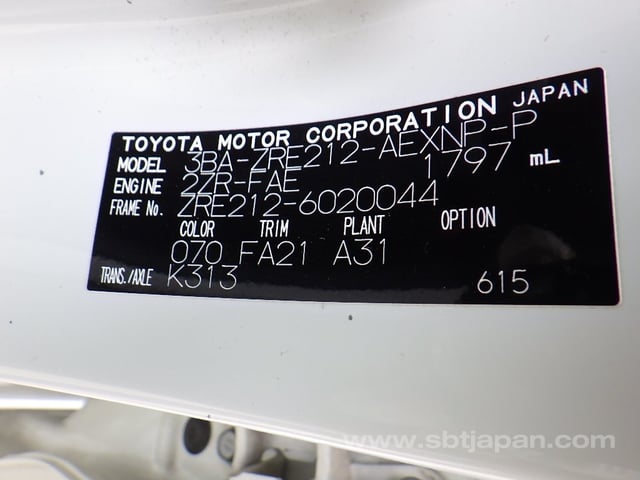 TOYOTA MOTOR CORPORATION JAPAN
MODEL 3BA-ZRE212-AEXNP-P
ENGINE 2ZR-FAE 1797 mL
FRAME No. ZRE212-6020044
COLOR TRIM PLANT OPTION
070 FA21 A31
TRANS./AXLE K313 615
www.sbtjapan.com